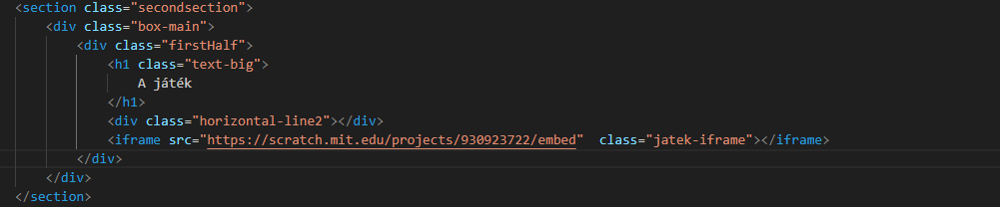 <section class="secondsection">
<div class="box-main">
<div class="firstHalf">
<h1 class="text-big">
A játék
</h1>
<div class="horizontal-line2"></div>
<iframe src="https://scratch.mit.edu/projects/930923722/embed"  class="jatek-iframe"></iframe>
</div>
</div>
</section>